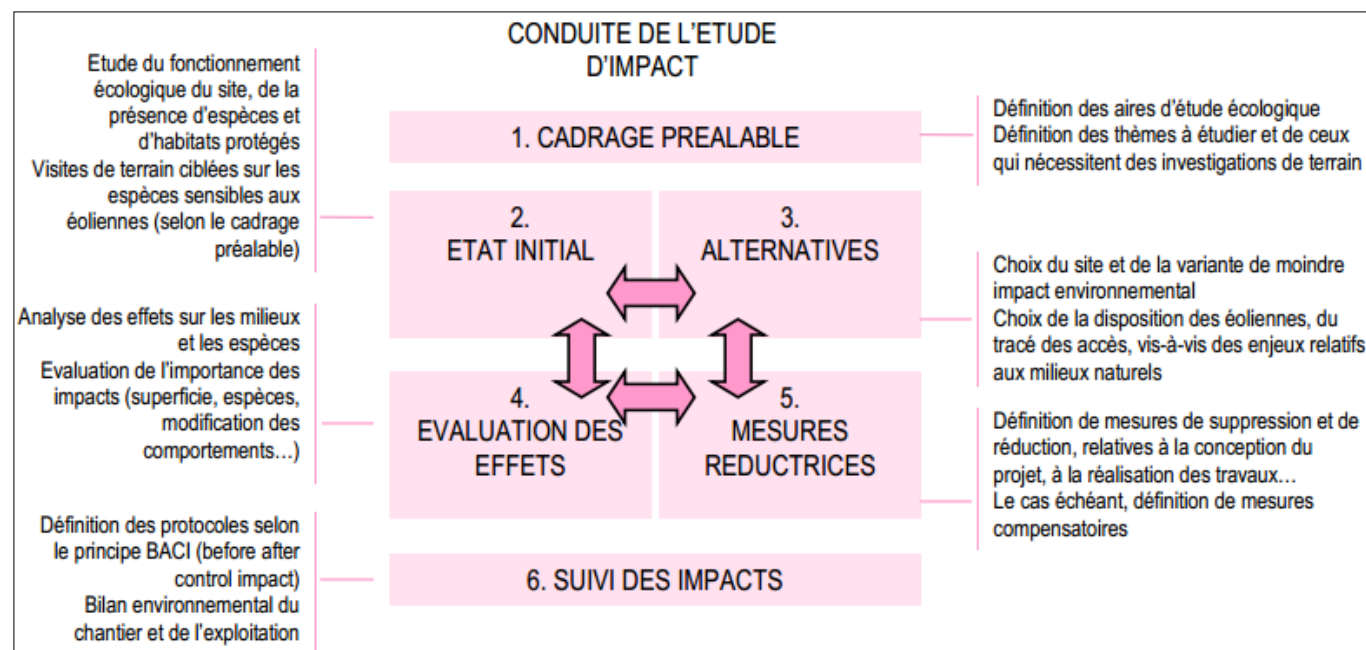 CONDUITE DE L'ETUDE
D'IMPACT
Etude du fonctionnement
écologique du site, de la
présence d'espèces et
d'habitats protégés
Visites de terrain ciblées sur les
espèces sensibles aux
éoliennes (selon le cadrage
préalable)
1. CADRAGE PREALABLE
Définition des aires d'étude écologique
Définition des thèmes à étudier et de ceux
qui nécessitent des investigations de terrain
2.
ETAT INITIAL
3.
ALTERNATIVES
Choix du site et de la variante de moindre
impact environnemental
Choix de la disposition des éoliennes, du
tracé des accès, vis-à-vis des enjeux relatifs
aux milieux naturels
Analyse des effets sur les milieux
et les espèces
Evaluation de l'importance des
impacts (superficie, espèces,
modification des
comportements…)
4.
EVALUATION DES
EFFETS
5.
MESURES
REDUCTRICES
Définition de mesures de suppression et de
réduction, relatives à la conception du
projet, à la réalisation des travaux…
Le cas échéant, définition de mesures
compensatoires
Définition des protocoles selon
le principe BACI (before after
control impact)
Bilan environnemental du
chantier et de l'exploitation
6. SUIVI DES IMPACTS